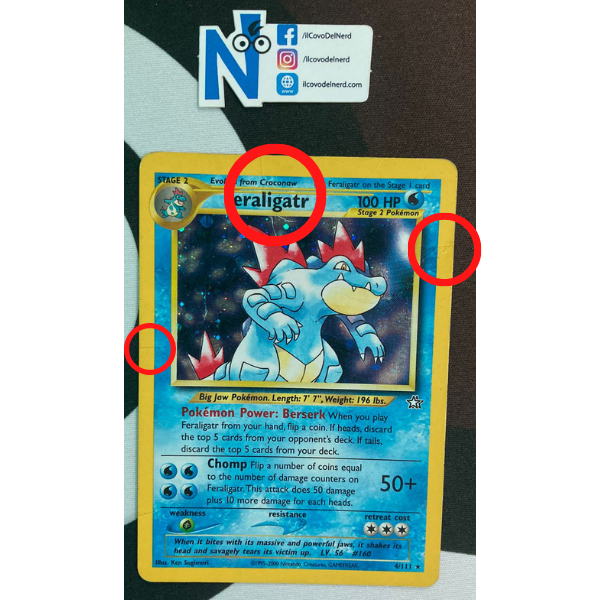 N
/IlCovoDelNerd
/Ilcovodelnerd
www
ilcovodelnerd.com
STAGE 2 Evolves from Croconaw Feraligatr on the Stage 1 card
eraligatr 100 HP
Stage 2 Pokémon
Big Jaw Pokémon. Length: 7' 7", Weight: 196 lbs.
Pokémon Power: Berserk When you play
Feraligatr from your hand, flip a coin. If heads, discard
the top 5 cards from your opponent's deck. If tails,
discard the top 5 cards from your deck.
Chomp Flip a number of coins equal
to the number of damage counters on
Feraligatr. This attack does 50 damage
plus 10 more damage for each heads.
50+
weakness resistance retreat cost
When it bites with its massive and powerful jaws, it shakes its
head and savagely tears its victim up. LV. 56 #160
Illus. Ken Sugimori ©1995-2000 Nintendo, Creatures, GAMEFREAK. 4/111